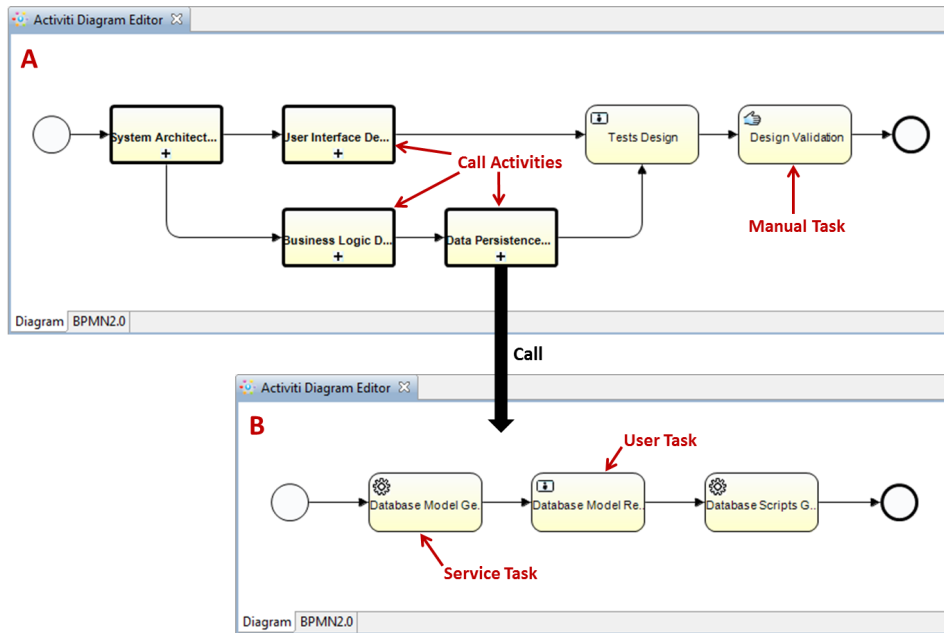 Activiti Diagram Editor
A
System Architect...
User Interface De...
Tests Design
Design Validation
Call Activities
Manual Task
Business Logic D...
Data Persistence...
Diagram BPMN2.0
Call
Activiti Diagram Editor
B
User Task
Database Model Ge..
Database Model Re..
Database Scripts G..
Service Task
Diagram BPMN2.0